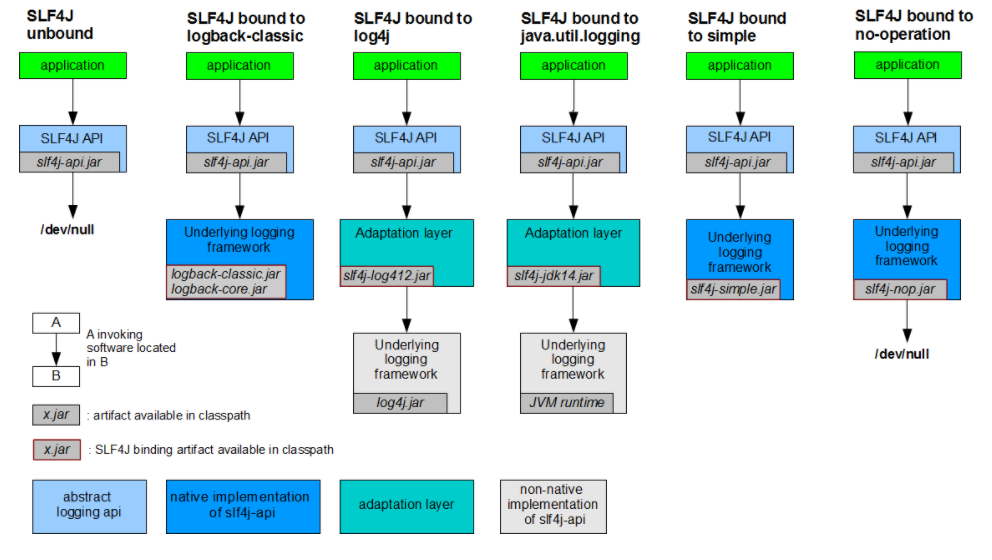 SLF4J
unbound
SLF4J bound to
logback-classic
SLF4J bound to
log4j
SLF4J bound to
java.util.logging
SLF4J bound
to simple
SLF4J bound to
no-operation
application
application
application
application
application
application
SLF4J API
slf4j-api.jar
SLF4J API
slf4j-api.jar
SLF4J API
slf4j-api.jar
SLF4J API
slf4j-api.jar
SLF4J API
slf4j-api.jar
SLF4J API
slf4j-api.jar
/dev/null
Underlying logging
framework
logback-classic.jar
logback-core.jar
Adaptation layer
slf4j-log412.jar
Adaptation layer
slf4j-jdk14.jar
Underlying
logging
framework
slf4j-simple.jar
Underlying
logging
framework
slf4j-nop.jar
A
A invoking
software located
in B
B
Underlying
logging
framework
log4j.jar
Underlying
logging
framework
JVM runtime
/dev/null
x.jar : artifact available in classpath
x.jar : SLF4J binding artifact available in classpath
abstract
logging api
native implementation
of slf4j-api
adaptation layer
non-native
implementation
of slf4j-api